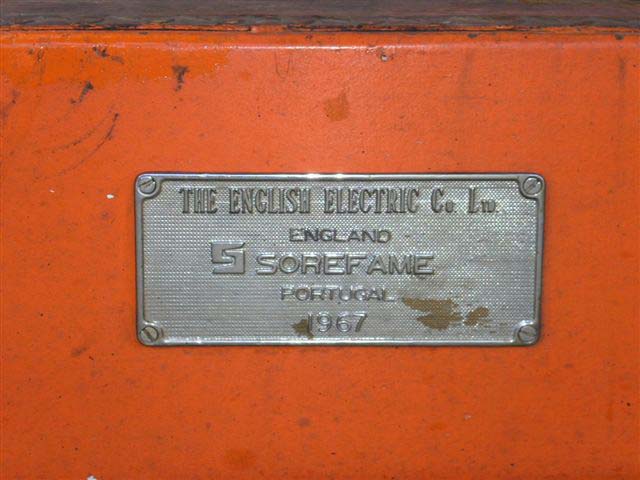 THE ENGLISH ELECTRIC Co. LTD.
ENGLAND
SOREFAME
PORTUGAL
1967